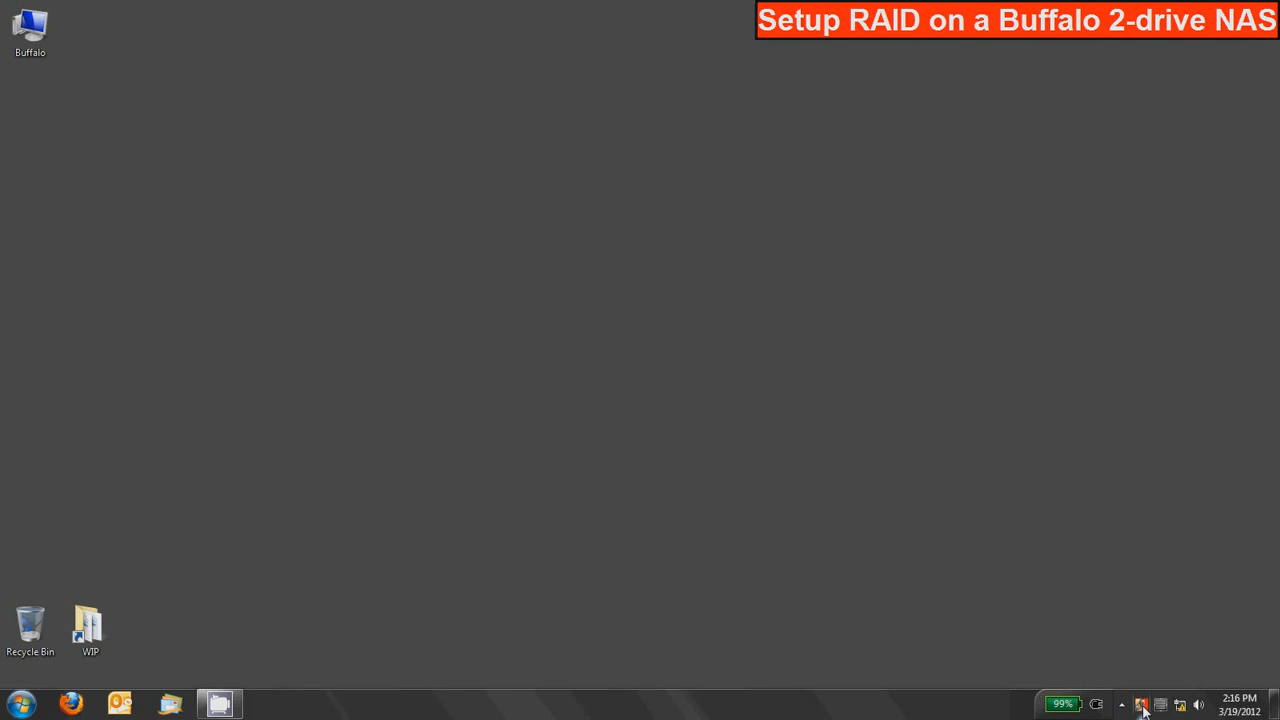 Setup RAID on a Buffalo 2-drive NAS
Buffalo
Recycle Bin
WIP
99%
2:16 PM
3/19/2012